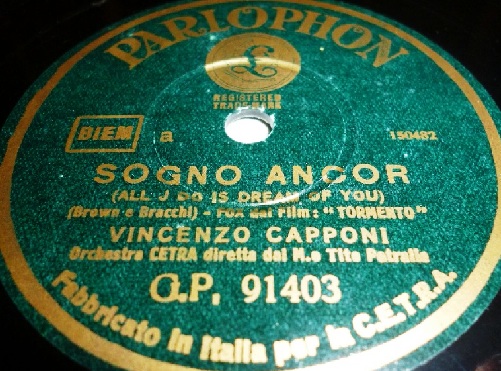 PARLOPHON
£
REGISTERED
TRADE-MARK
BIEM a 150482
SOGNO ANCOR
(ALL J DO IS DREAM OF YOU)
(Brown e Bracchi) - FOX dal Film: "TORMENTO"
VINCENZO CAPPONI
Orchestra CETRA diretta dal M.o Tito Petralia
G.P. 91403
Fabbricato in Italia per la C.E.T.R.A.